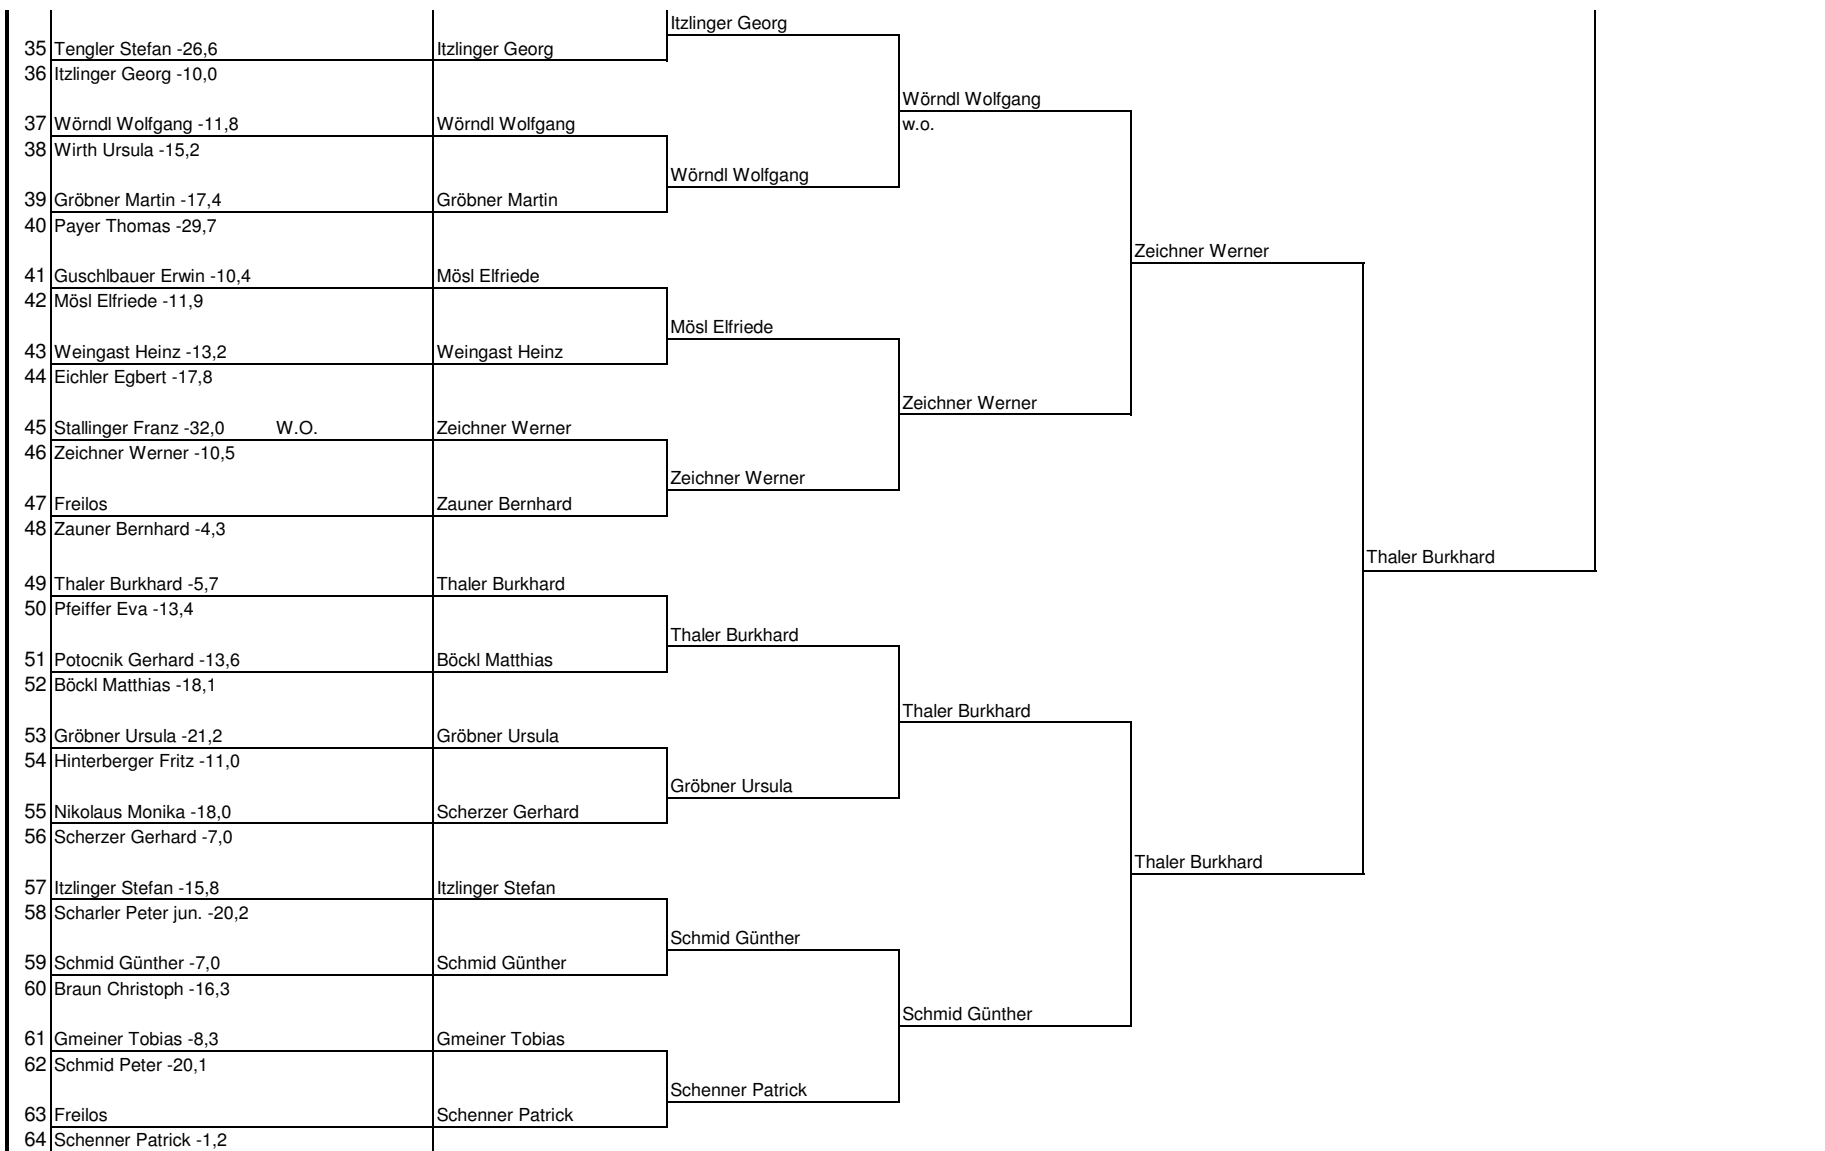 Itzlinger Georg
35 Tengler Stefan -26,6 Itzlinger Georg
36 Itzlinger Georg -10,0
Wörndl Wolfgang
37 Wörndl Wolfgang -11,8 Wörndl Wolfgang w.o.
38 Wirth Ursula -15,2
Wörndl Wolfgang
39 Gröbner Martin -17,4 Gröbner Martin
40 Payer Thomas -29,7
Zeichner Werner
41 Guschlbauer Erwin -10,4 Mösl Elfriede
42 Mösl Elfriede -11,9
Mösl Elfriede
43 Weingast Heinz -13,2 Weingast Heinz
44 Eichler Egbert -17,8
Zeichner Werner
45 Stallinger Franz -32,0 W.O. Zeichner Werner
46 Zeichner Werner -10,5
Zeichner Werner
47 Freilos Zauner Bernhard
48 Zauner Bernhard -4,3
Thaler Burkhard
49 Thaler Burkhard -5,7 Thaler Burkhard
50 Pfeiffer Eva -13,4
Thaler Burkhard
51 Potocnik Gerhard -13,6 Böckl Matthias
52 Böckl Matthias -18,1
Thaler Burkhard
53 Gröbner Ursula -21,2 Gröbner Ursula
54 Hinterberger Fritz -11,0
Gröbner Ursula
55 Nikolaus Monika -18,0 Scherzer Gerhard
56 Scherzer Gerhard -7,0
Thaler Burkhard
57 Itzlinger Stefan -15,8 Itzlinger Stefan
58 Scharler Peter jun. -20,2
Schmid Günther
59 Schmid Günther -7,0 Schmid Günther
60 Braun Christoph -16,3
Schmid Günther
61 Gmeiner Tobias -8,3 Gmeiner Tobias
62 Schmid Peter -20,1
Schenner Patrick
63 Freilos Schenner Patrick
64 Schenner Patrick -1,2